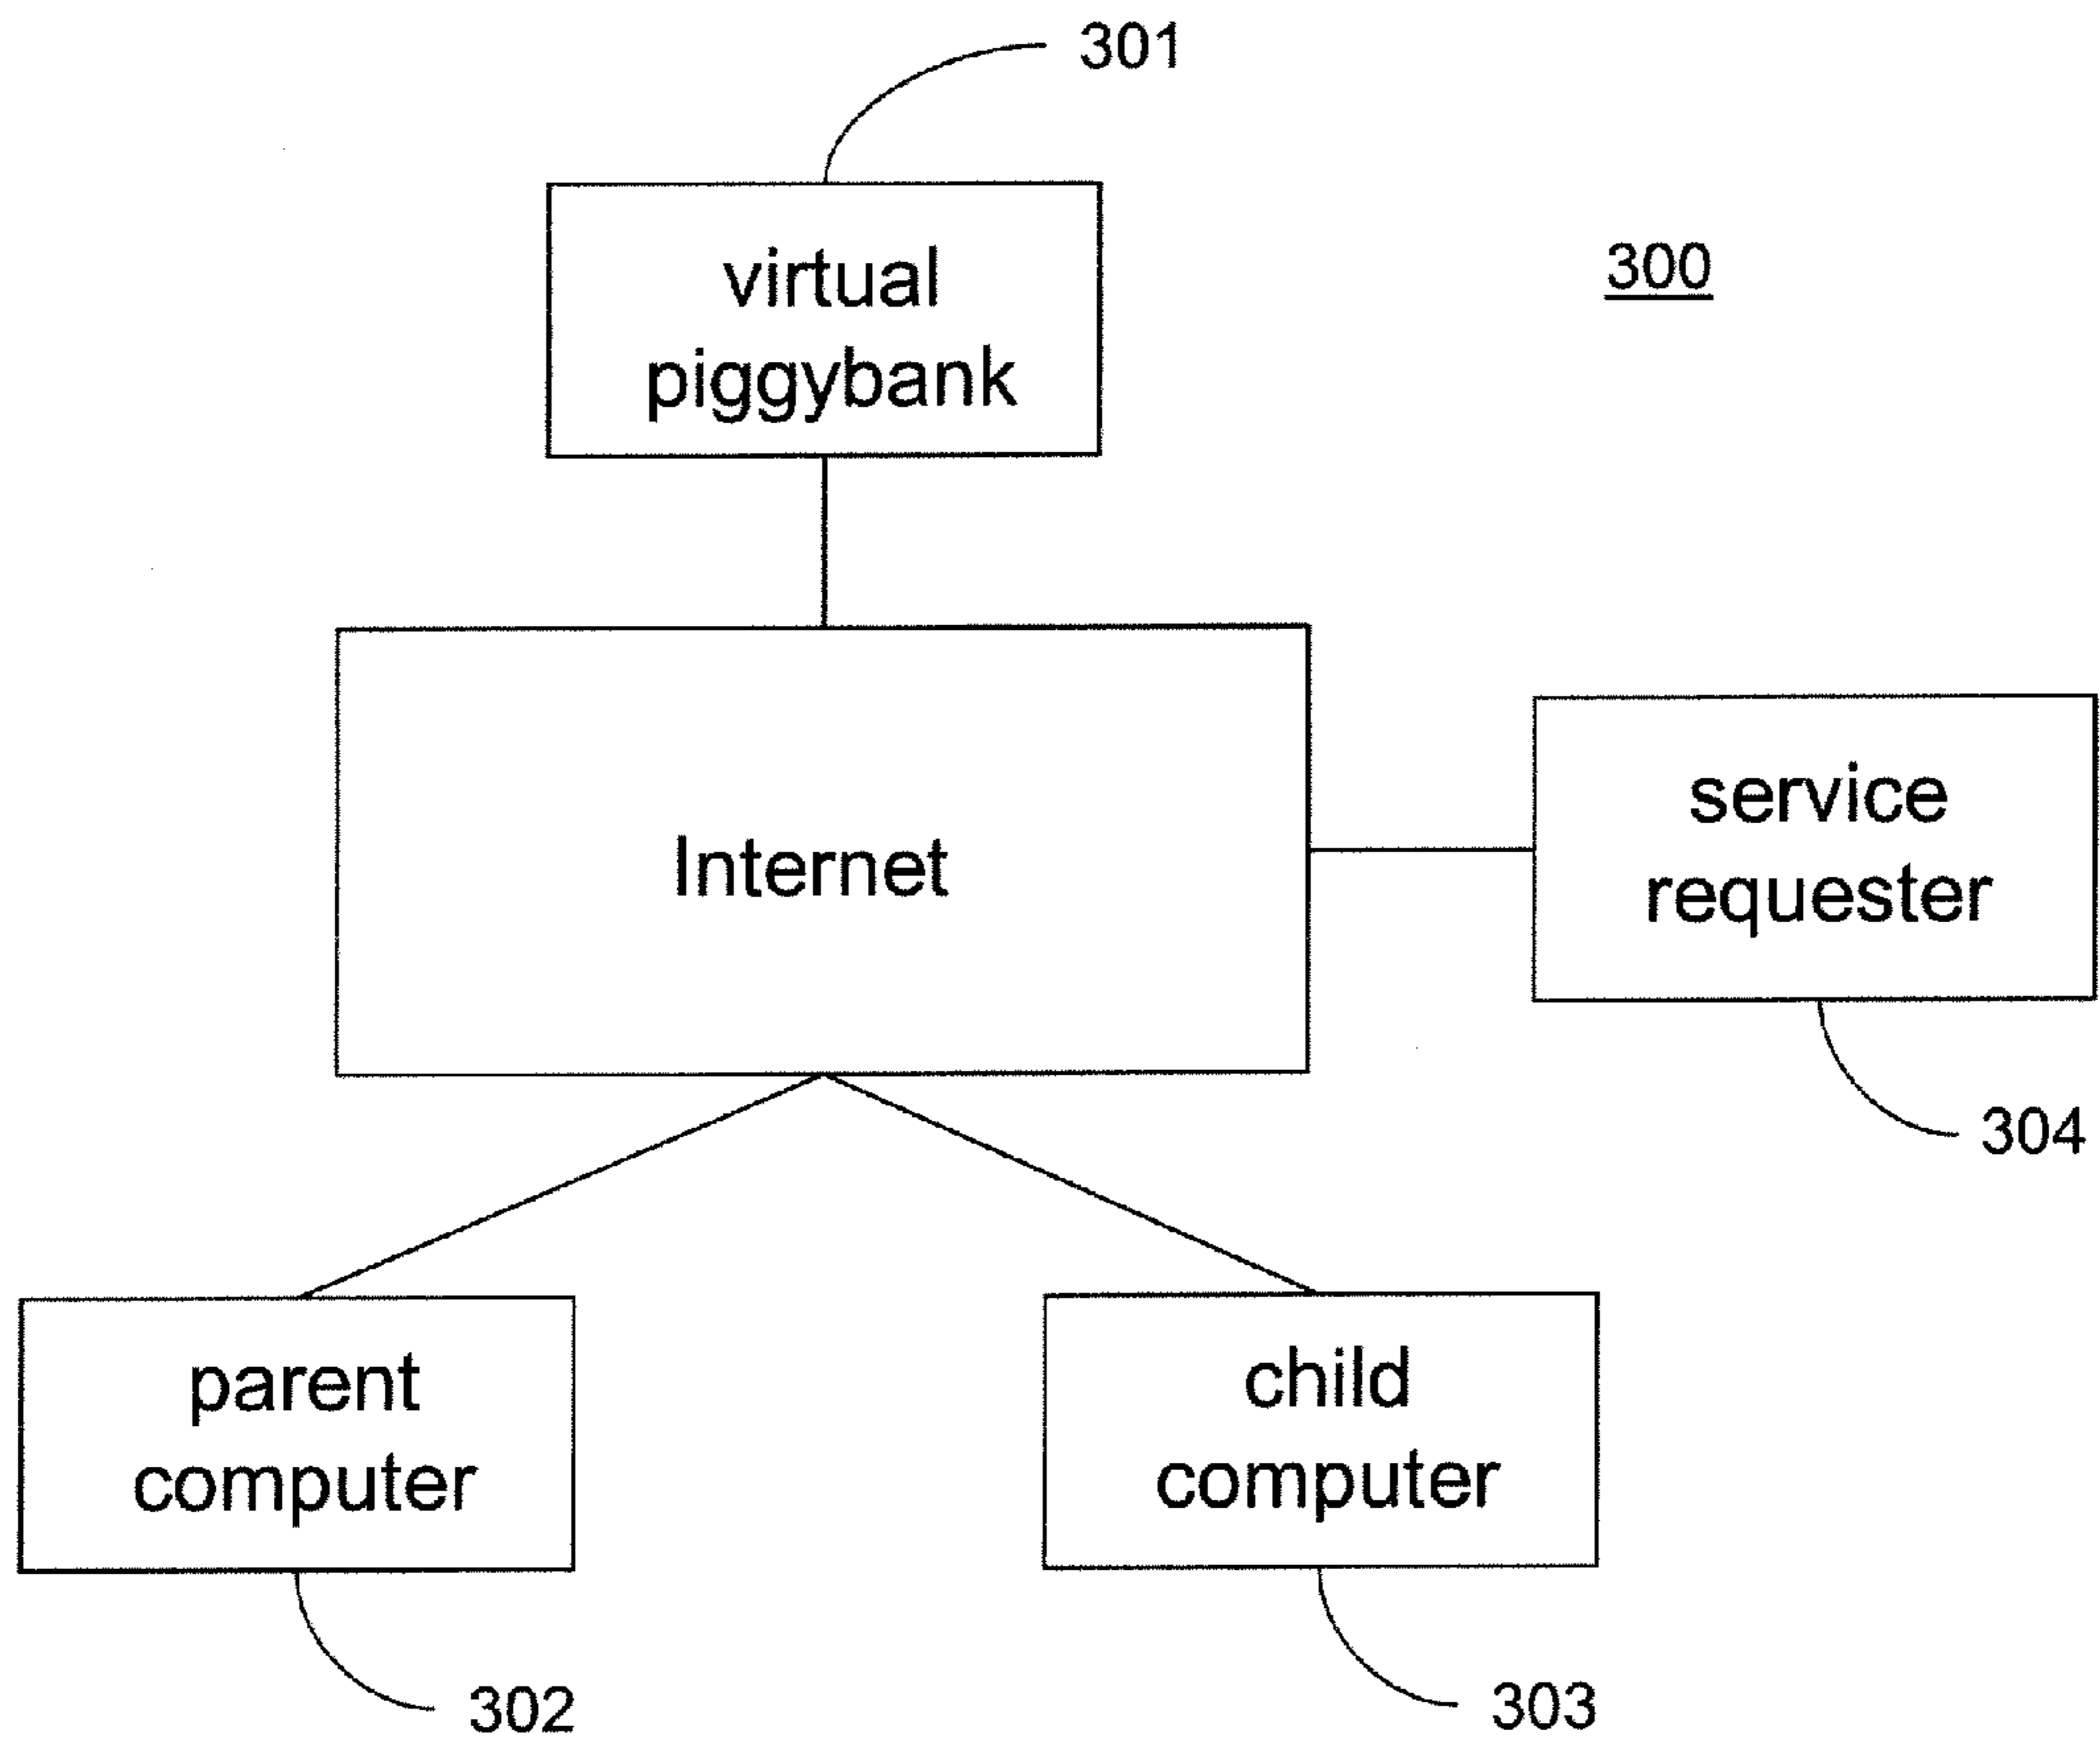 301
virtual
piggybank
300
Internet
service
requester
304
parent
computer
child
computer
302
303